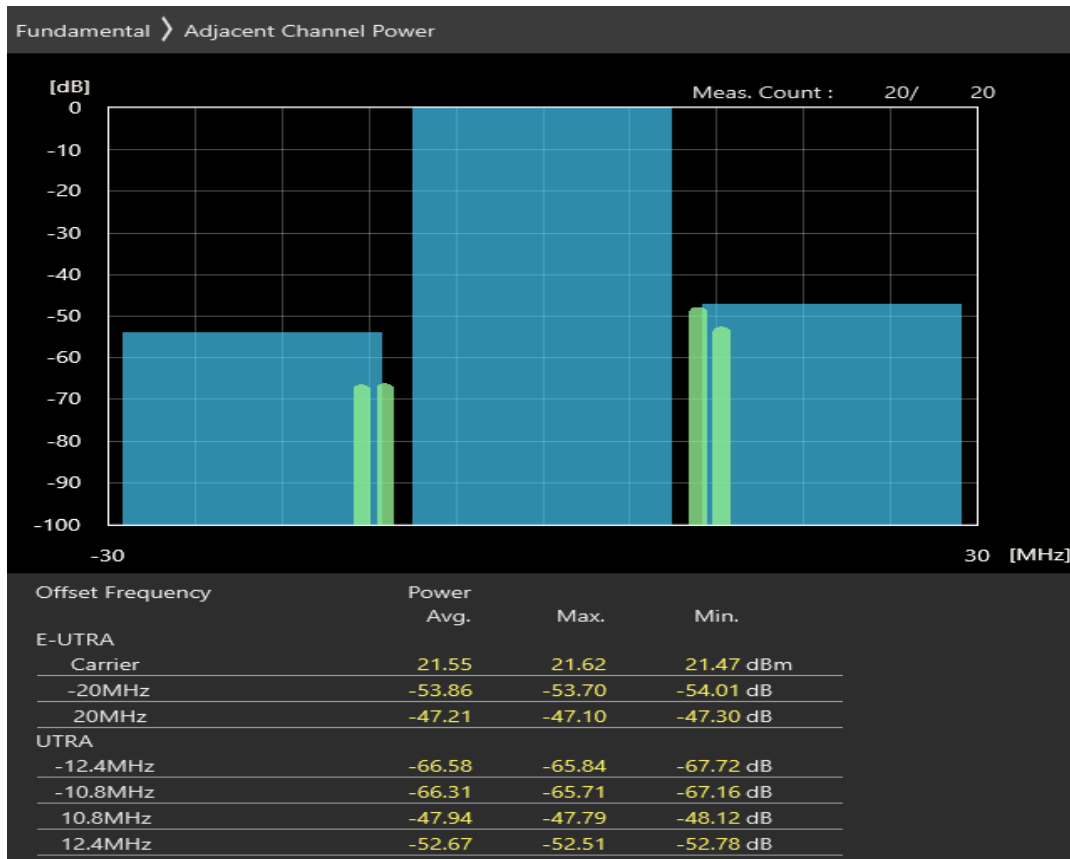 Fundamental ❯ Adjacent Channel Power
[dB]
Meas. Count : 20/ 20
0
-10
-20
-30
-40
-50
-60
-70
-80
-90
-100
-30 30 [MHz]
Offset Frequency Power
Avg. Max. Min.
E-UTRA
Carrier 21.55 21.62 21.47 dBm
-20MHz -53.86 -53.70 -54.01 dB
20MHz -47.21 -47.10 -47.30 dB
UTRA
-12.4MHz -66.58 -65.84 -67.72 dB
-10.8MHz -66.31 -65.71 -67.16 dB
10.8MHz -47.94 -47.79 -48.12 dB
12.4MHz -52.67 -52.51 -52.78 dB